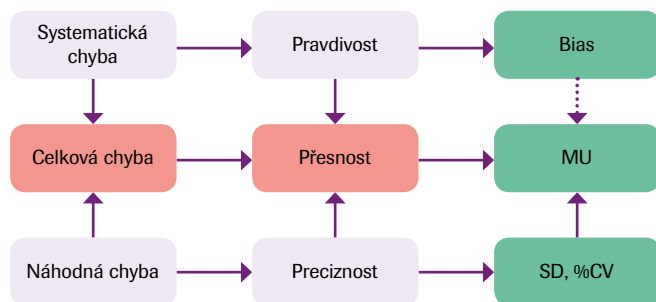 Systematická
chyba
Pravdivost
Bias
Celková chyba
Přesnost
MU
Náhodná chyba
Preciznost
SD, %CV